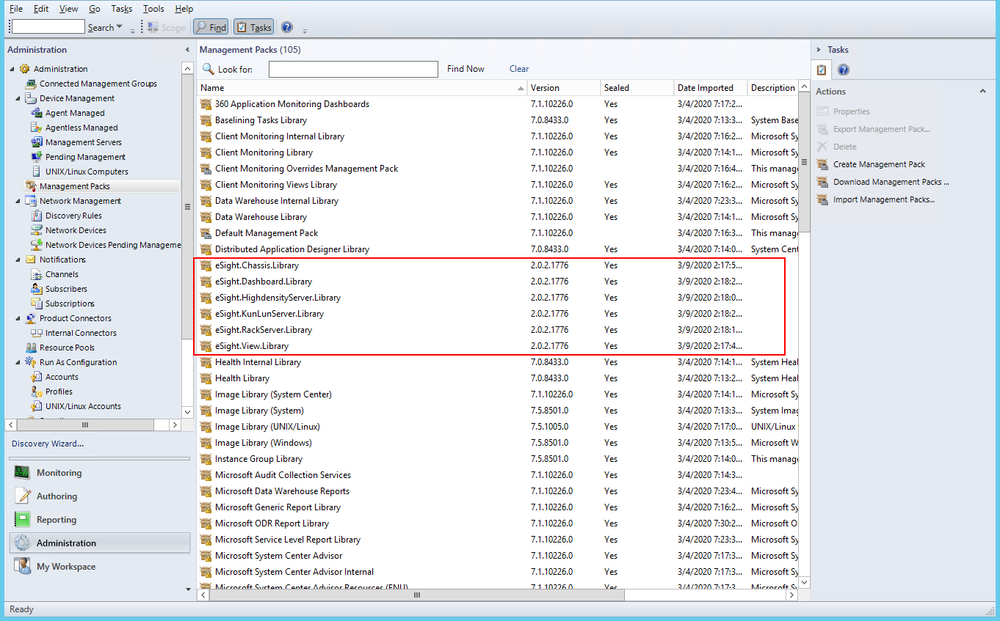 File Edit View Go Tasks Tools Help
Search Scope Find Tasks
Administration
Administration
Connected Management Groups
Device Management
Agent Managed
Agentless Managed
Management Servers
Pending Management
UNIX/Linux Computers
Management Packs
Network Management
Discovery Rules
Network Devices
Network Devices Pending Manageme
Notifications
Channels
Subscribers
Subscriptions
Product Connectors
Internal Connectors
Resource Pools
Run As Configuration
Accounts
Profiles
UNIX/Linux Accounts
Discovery Wizard...
Monitoring
Authoring
Reporting
Administration
My Workspace
Management Packs (105)
Look for: Find Now Clear
Name Version Sealed Date Imported Description
360 Application Monitoring Dashboards 7.1.10226.0 Yes 3/4/2020 7:17:2...
Baselining Tasks Library 7.0.8433.0 Yes 3/4/2020 7:13:3... System Base
Client Monitoring Internal Library 7.1.10226.0 Yes 3/4/2020 7:16:2... Microsoft Sy
Client Monitoring Library 7.1.10226.0 Yes 3/4/2020 7:14:1... Microsoft Sy
Client Monitoring Overrides Management Pack 7.1.10226.0 3/4/2020 7:16:4... This manag
Client Monitoring Views Library 7.1.10226.0 Yes 3/4/2020 7:16:2... Microsoft Sy
Data Warehouse Internal Library 7.1.10226.0 Yes 3/4/2020 7:23:3... Microsoft Sy
Data Warehouse Library 7.1.10226.0 Yes 3/4/2020 7:14:1... Microsoft Sy
Default Management Pack 7.1.10226.0 3/4/2020 7:16:3... This manag
Distributed Application Designer Library 7.0.8433.0 Yes 3/4/2020 7:14:0... System Cent
eSight.Chassis.Library 2.0.2.1776 Yes 3/9/2020 2:17:5...
eSight.Dashboard.Library 2.0.2.1776 Yes 3/9/2020 2:18:2...
eSight.HighdensityServer.Library 2.0.2.1776 Yes 3/9/2020 2:18:0...
eSight.KunLunServer.Library 2.0.2.1776 Yes 3/9/2020 2:18:2...
eSight.RackServer.Library 2.0.2.1776 Yes 3/9/2020 2:18:1...
eSight.View.Library 2.0.2.1776 Yes 3/9/2020 2:17:4...
Health Internal Library 7.0.8433.0 Yes 3/4/2020 7:14:1... System Heal
Health Library 7.0.8433.0 Yes 3/4/2020 7:13:2... System Heal
Image Library (System Center) 7.1.10226.0 Yes 3/4/2020 7:14:1... Microsoft Sy
Image Library (System) 7.5.8501.0 Yes 3/4/2020 7:13:3... System Imag
Image Library (UNIX/Linux) 7.5.1005.0 Yes 3/4/2020 7:17:0... UNIX/Linux
Image Library (Windows) 7.5.8501.0 Yes 3/4/2020 7:13:5... Microsoft W
Instance Group Library 7.5.8501.0 Yes 3/4/2020 7:14:0... This manag
Microsoft Audit Collection Services 7.1.10226.0 Yes 3/4/2020 7:14:3...
Microsoft Data Warehouse Reports 7.1.10226.0 Yes 3/4/2020 7:23:4... Microsoft Sy
Microsoft Generic Report Library 7.1.10226.0 Yes 3/4/2020 7:16:2... Microsoft Sy
Microsoft ODR Report Library 7.1.10226.0 Yes 3/4/2020 7:30:2... Microsoft O
Microsoft Service Level Report Library 7.1.10226.0 Yes 3/4/2020 7:23:3... Microsoft Sy
Microsoft System Center Advisor 7.1.10226.0 Yes 3/4/2020 7:17:3... Microsoft Sy
Microsoft System Center Advisor Internal 7.1.10226.0 Yes 3/4/2020 7:17:3... Microsoft Sy
Microsoft System Center Advisor Resources (ENU) 7.1.10226.0 Yes 3/4/2020 7:17:3... Microsoft Sy
Tasks
Actions
Properties
Export Management Pack...
Delete
Create Management Pack
Download Management Packs ...
Import Management Packs...
Ready